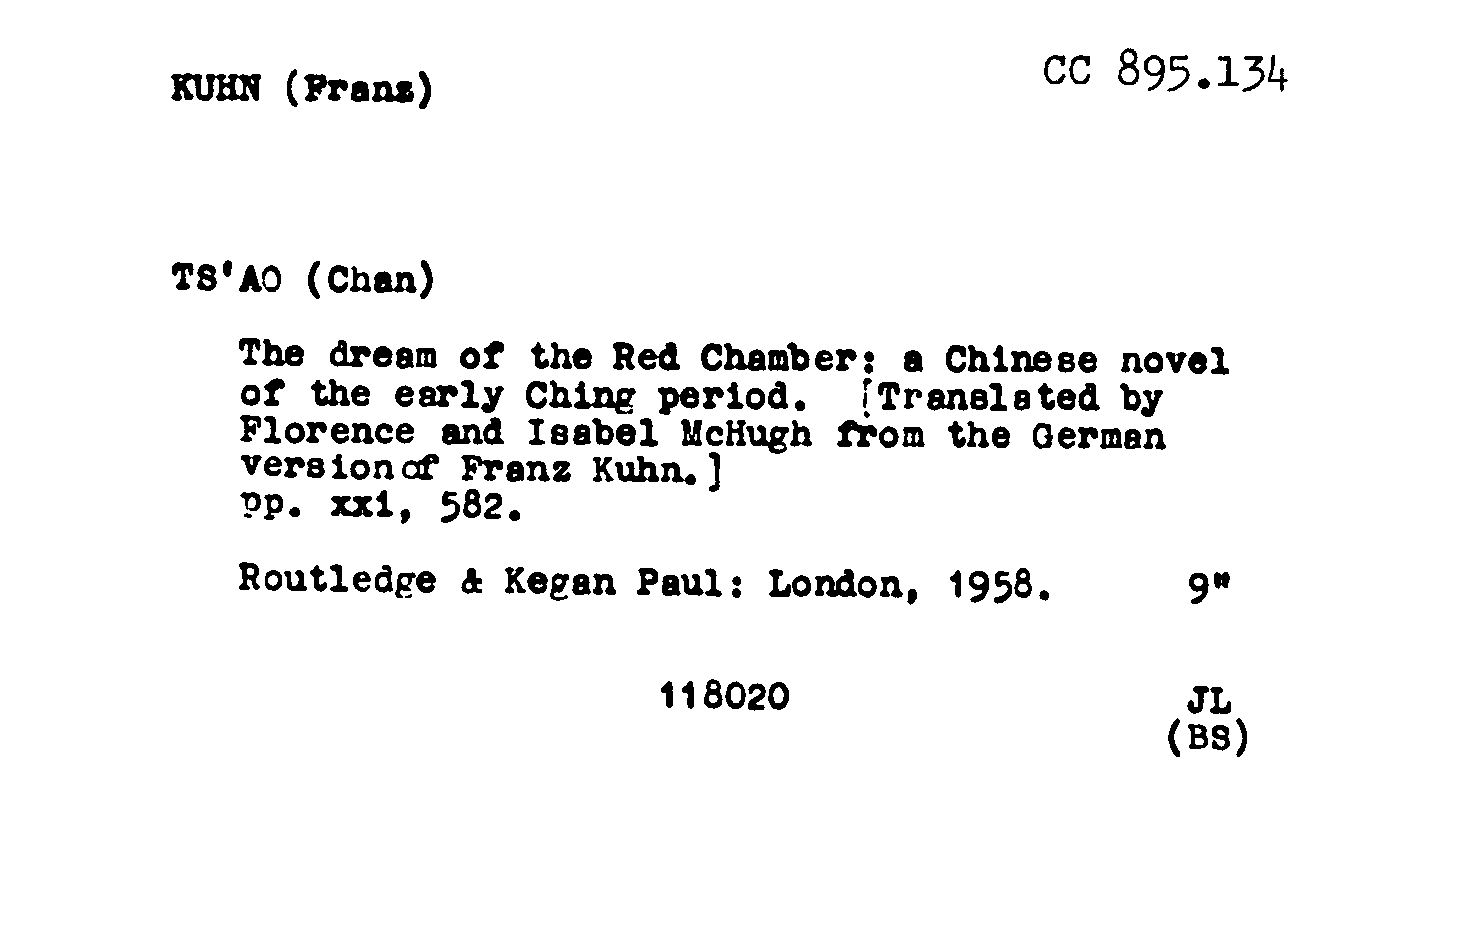 KUHN (Franz)
CC 895.134
TS'AO (Chan)
The dream of the Red Chamber: a Chinese novel
of the early Ching period. [Translated by
Florence and Isabel McHugh from the German
version of Franz Kuhn.]
pp. xxi, 582.
Routledge & Kegan Paul: London, 1958. 9"
118020
JL
(BS)